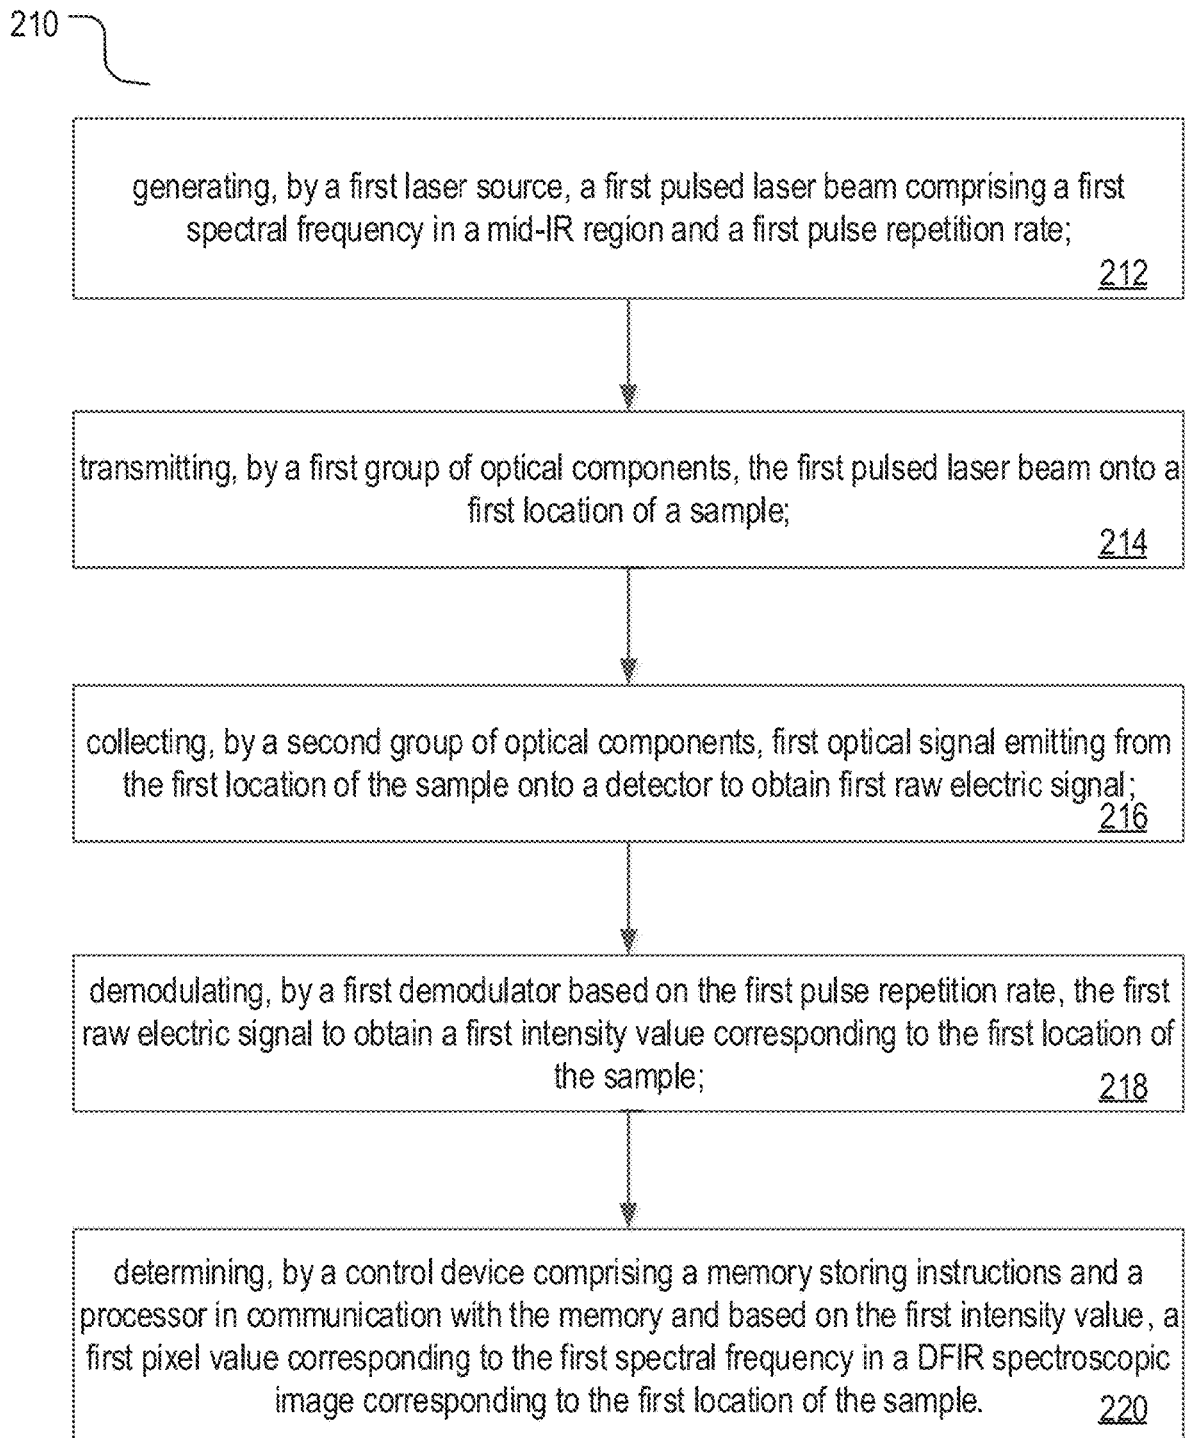 210
generating, by a first laser source, a first pulsed laser beam comprising a first
spectral frequency in a mid-IR region and a first pulse repetition rate;
212
transmitting, by a first group of optical components, the first pulsed laser beam onto a
first location of a sample;
214
collecting, by a second group of optical components, first optical signal emitting from
the first location of the sample onto a detector to obtain first raw electric signal;
216
demodulating, by a first demodulator based on the first pulse repetition rate, the first
raw electric signal to obtain a first intensity value corresponding to the first location of
the sample;
218
determining, by a control device comprising a memory storing instructions and a
processor in communication with the memory and based on the first intensity value, a
first pixel value corresponding to the first spectral frequency in a DFIR spectroscopic
image corresponding to the first location of the sample.
220